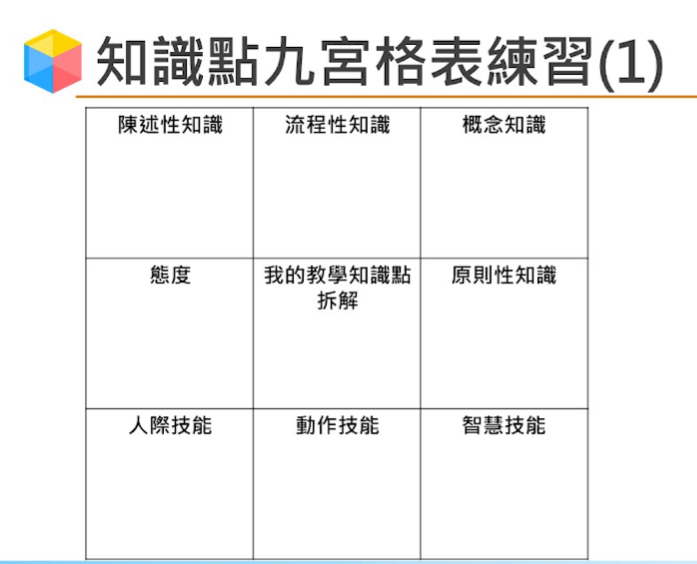 知識點九宮格表練習(1)
陳述性知識
流程性知識
概念知識
態度
我的教學知識點
拆解
原則性知識
人際技能
動作技能
智慧技能